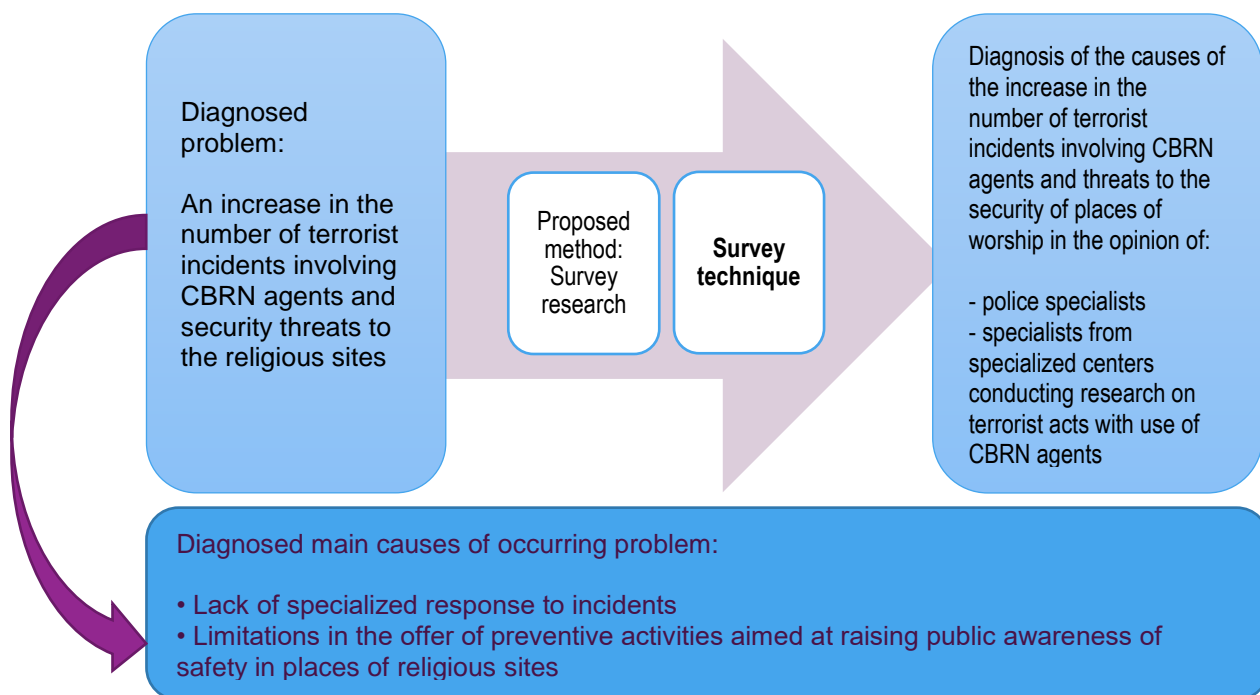 Diagnosed
problem:
An increase in the
number of terrorist
incidents involving
CBRN agents and
security threats to
the religious sites
Proposed
method:
Survey
research
Survey
technique
Diagnosis of the causes of
the increase in the
number of terrorist
incidents involving CBRN
agents and threats to the
security of places of
worship in the opinion of:
- police specialists
- specialists from
specialized centers
conducting research on
terrorist acts with use of
CBRN agents
Diagnosed main causes of occurring problem:
• Lack of specialized response to incidents
• Limitations in the offer of preventive activities aimed at raising public awareness of
safety in places of religious sites